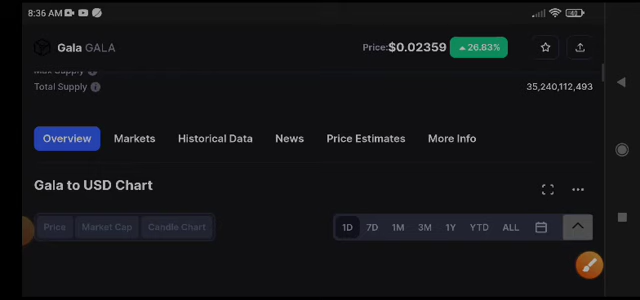 8:36 AM
Gala GALA
Price:$0.02359
26.83%
Max Supply
Total Supply
35,240,112,493
Overview
Markets
Historical Data
News
Price Estimates
More Info
Gala to USD Chart
Price
Market Cap
Candle Chart
1D
7D
1M
3M
1Y
YTD
ALL